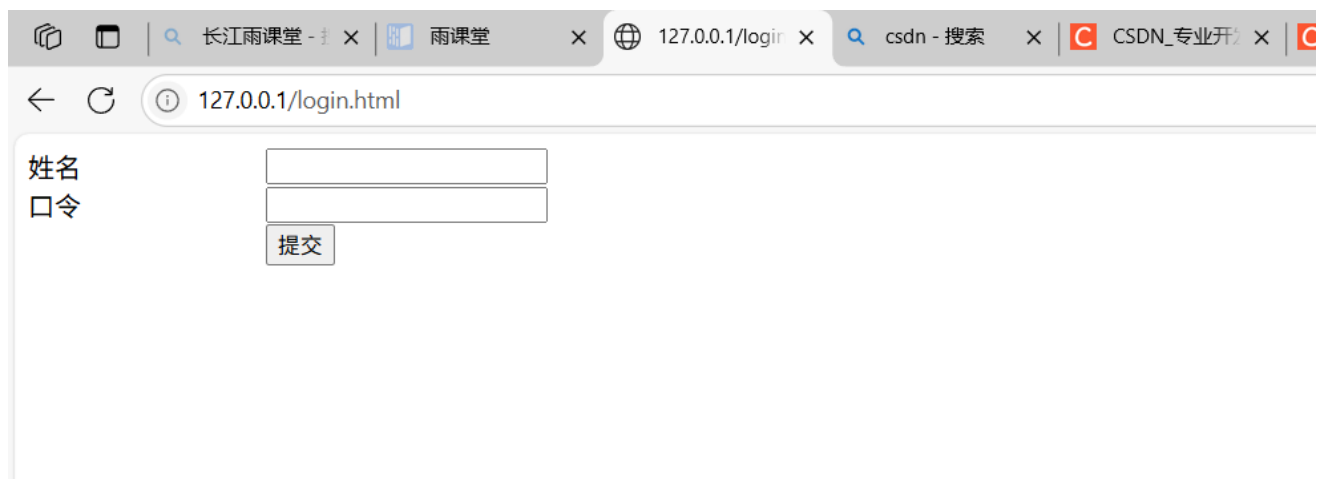 长江雨课堂 - 雨课堂 127.0.0.1/login csdn - 搜索 CSDN_专业开
127.0.0.1/login.html
姓名
口令
提交